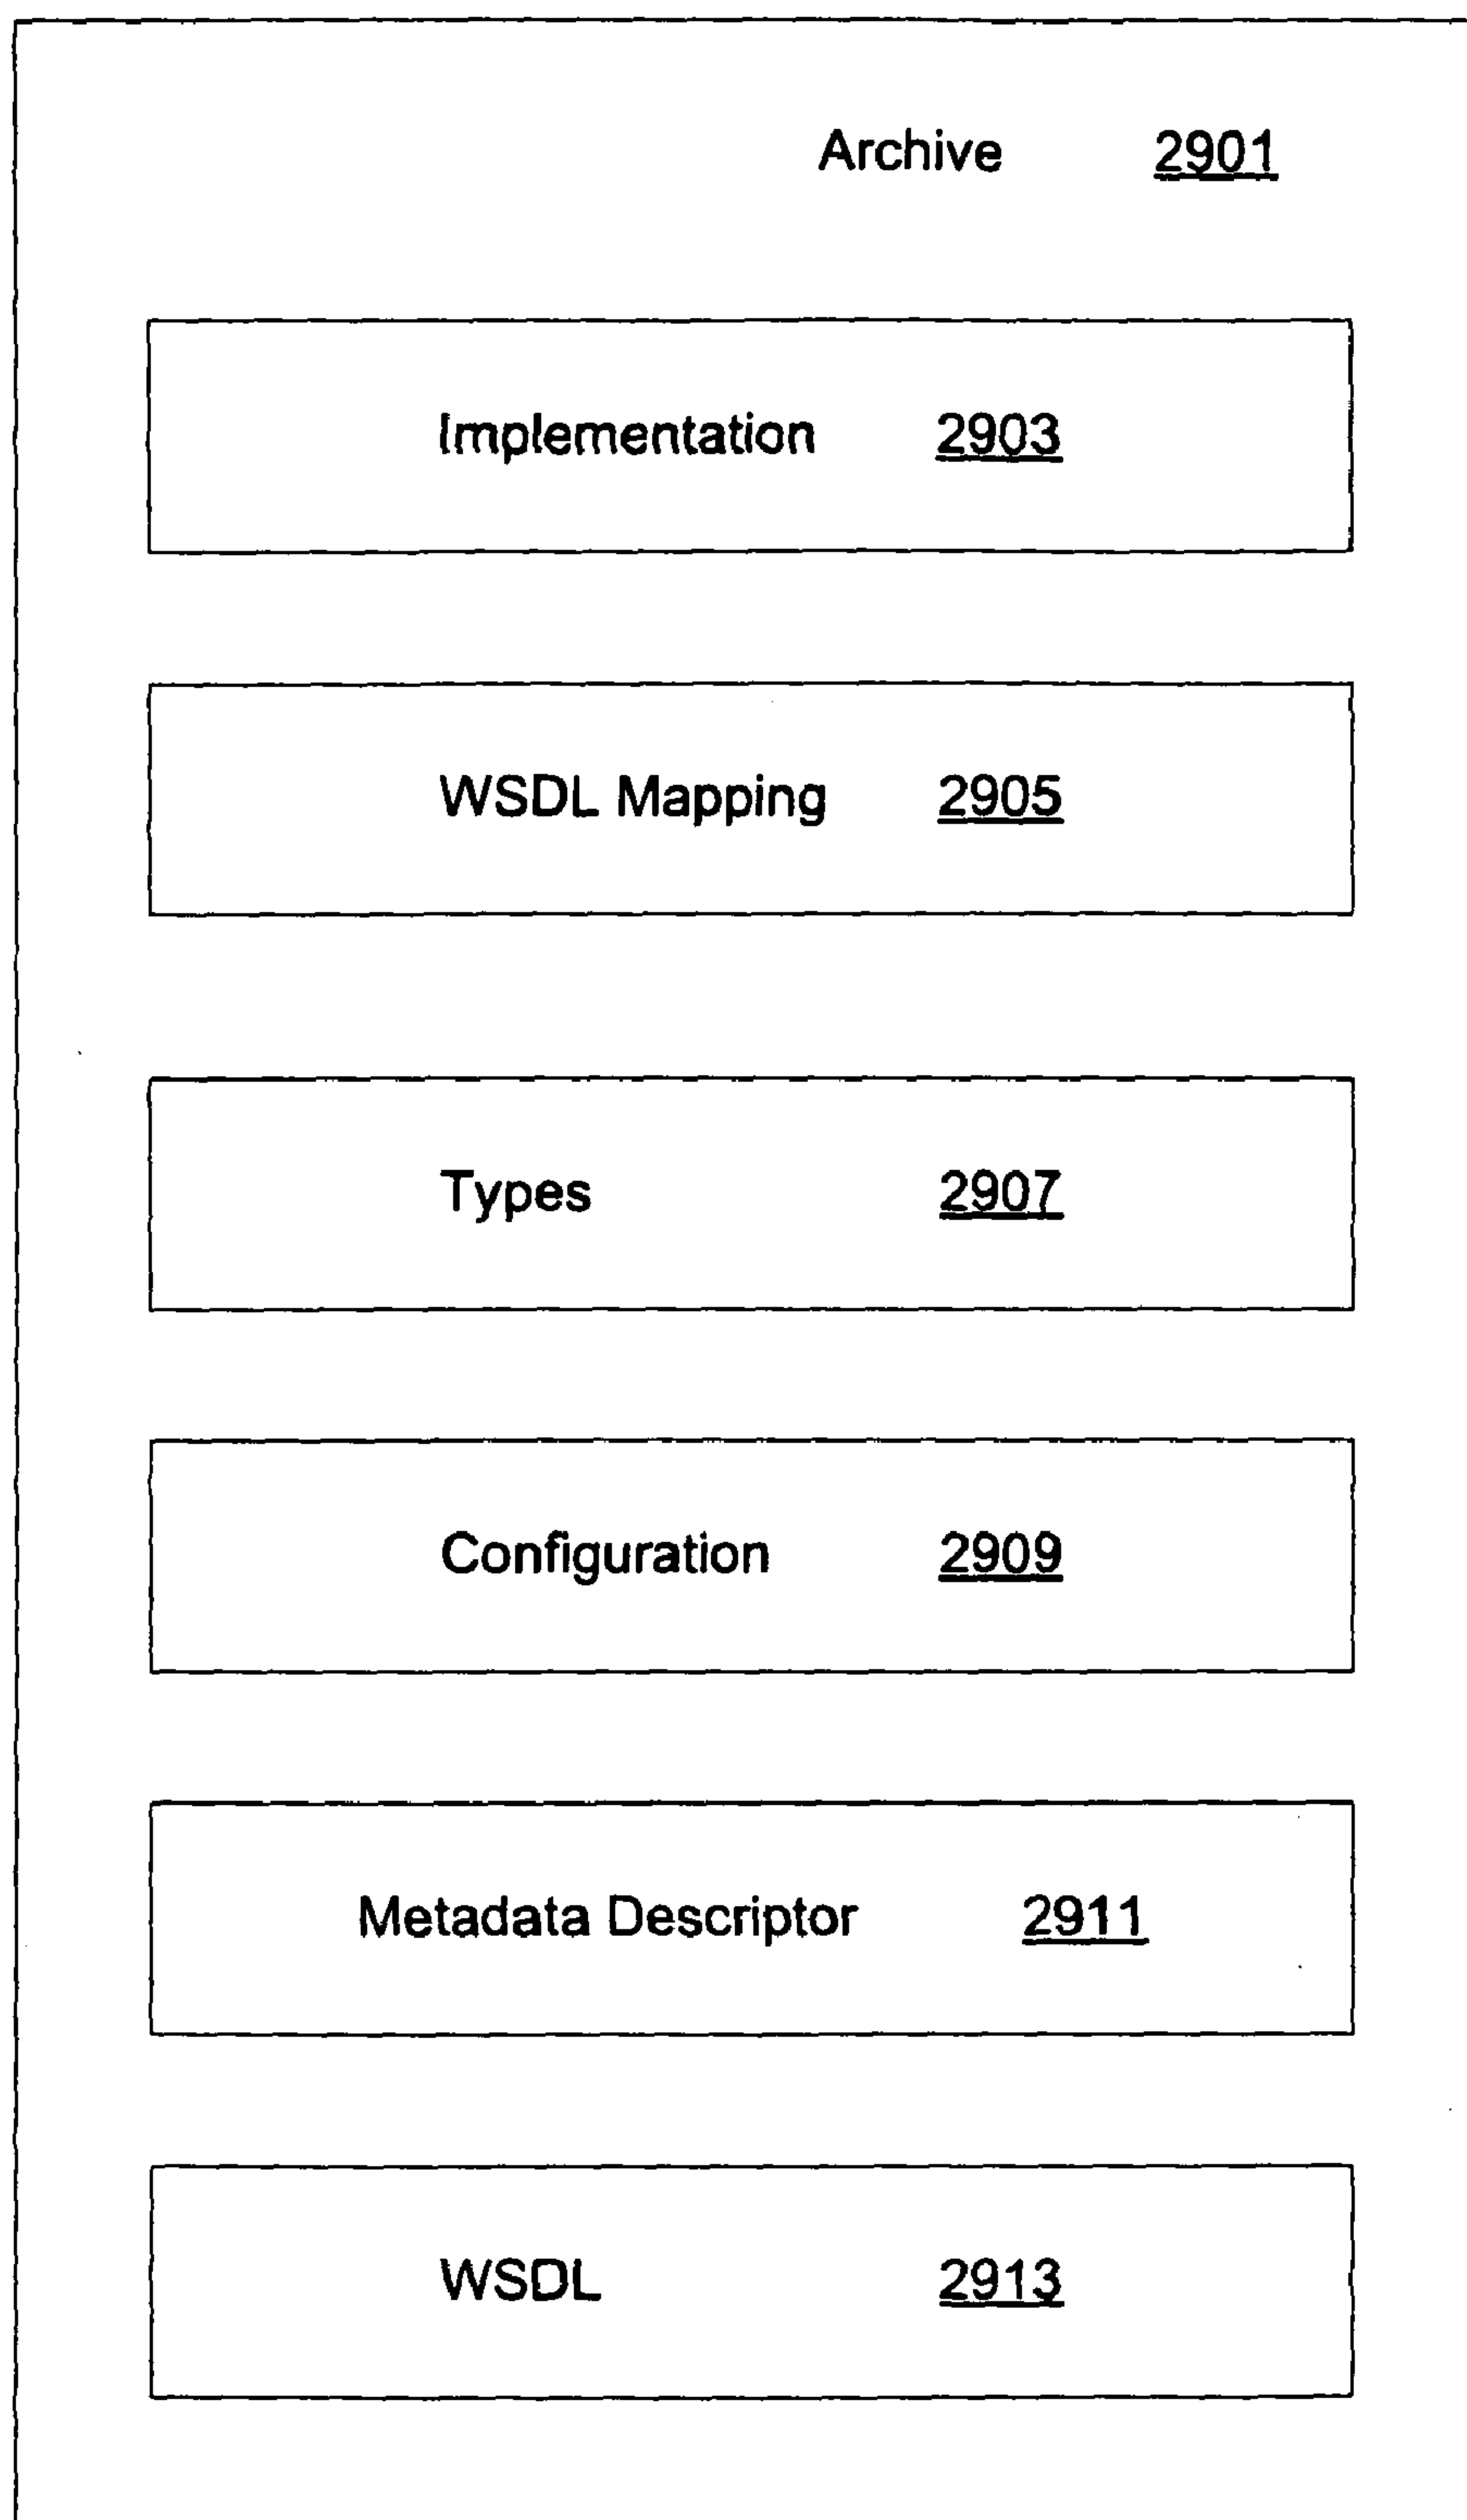 Archive 2901
Implementation 2903
WSDL Mapping 2905
Types 2907
Configuration 2909
Metadata Descriptor 2911
WSDL 2913